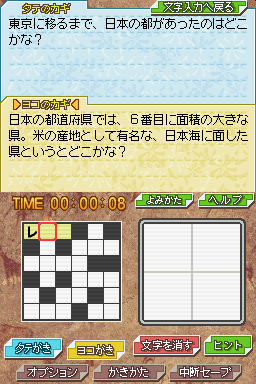 タテのカギ
文字入力へ戻る
東京に移るまで、日本の都があったのはどこ
かな？
ヨコのカギ
日本の都道府県では、６番目に面積の大きな
県。米の産地として有名な、日本海に面した
県というとどこかな？
TIME 00:00:08
よみかた
ヘルプ
レ
タテがき
ヨコがき
文字を消す
ヒント
オプション
かきかた
中断セーブ